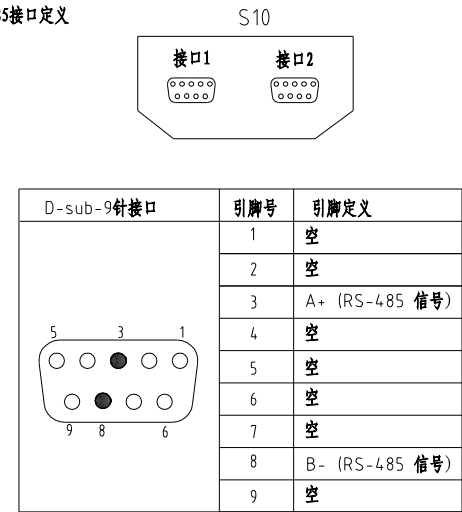 5接口定义
S10
接口1 接口2
D-sub-9针接口 引脚号 引脚定义
1 空
2 空
3 A+ (RS-485 信号)
4 空
5 空
6 空
7 空
8 B- (RS-485 信号)
9 空
5 3 1
9 8 6